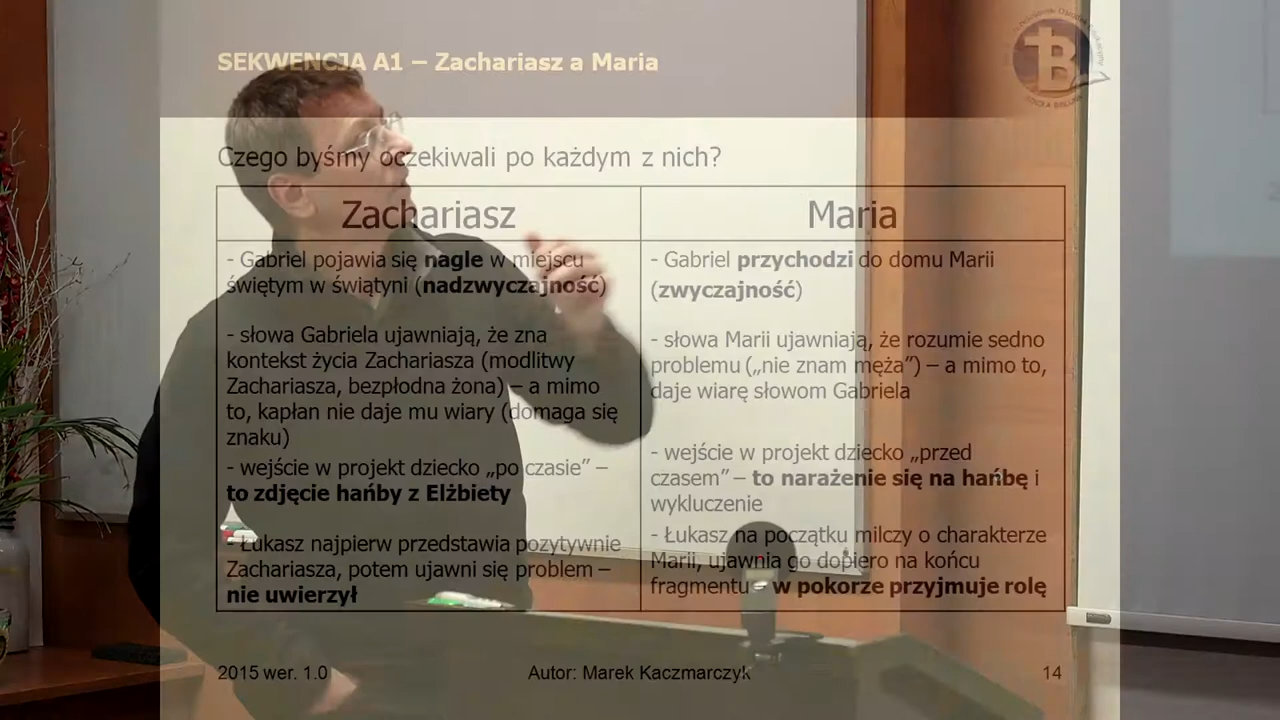 SEKWENCJA A1 – Zachariasz a Maria
Czego byśmy oczekiwali po każdym z nich?
Zachariasz
- Gabriel pojawia się nagle w miejscu
świętym w świątyni (nadzwyczajność)
- słowa Gabriela ujawniają, że zna
kontekst życia Zachariasza (modlitwy
Zachariasza, bezpłodna żona) – a mimo
to, kapłan nie daje mu wiary (domaga się
znaku)
- wejście w projekt dziecko „po czasie” –
to zdjęcie hańby z Elżbiety
- Łukasz najpierw przedstawia pozytywnie
Zachariasza, potem ujawni się problem –
nie uwierzył
Maria
- Gabriel przychodzi do domu Marii
(zwyczajność)
- słowa Marii ujawniają, że rozumie sedno
problemu („nie znam męża”) – a mimo to,
daje wiarę słowom Gabriela
- wejście w projekt dziecko „przed
czasem” – to narażenie się na hańbę i
wykluczenie
- Łukasz na początku milczy o charakterze
Marii, ujawnia go dopiero na końcu
fragmentu – w pokorze przyjmuje rolę
2015 wer. 1.0
Autor: Marek Kaczmarczyk
14